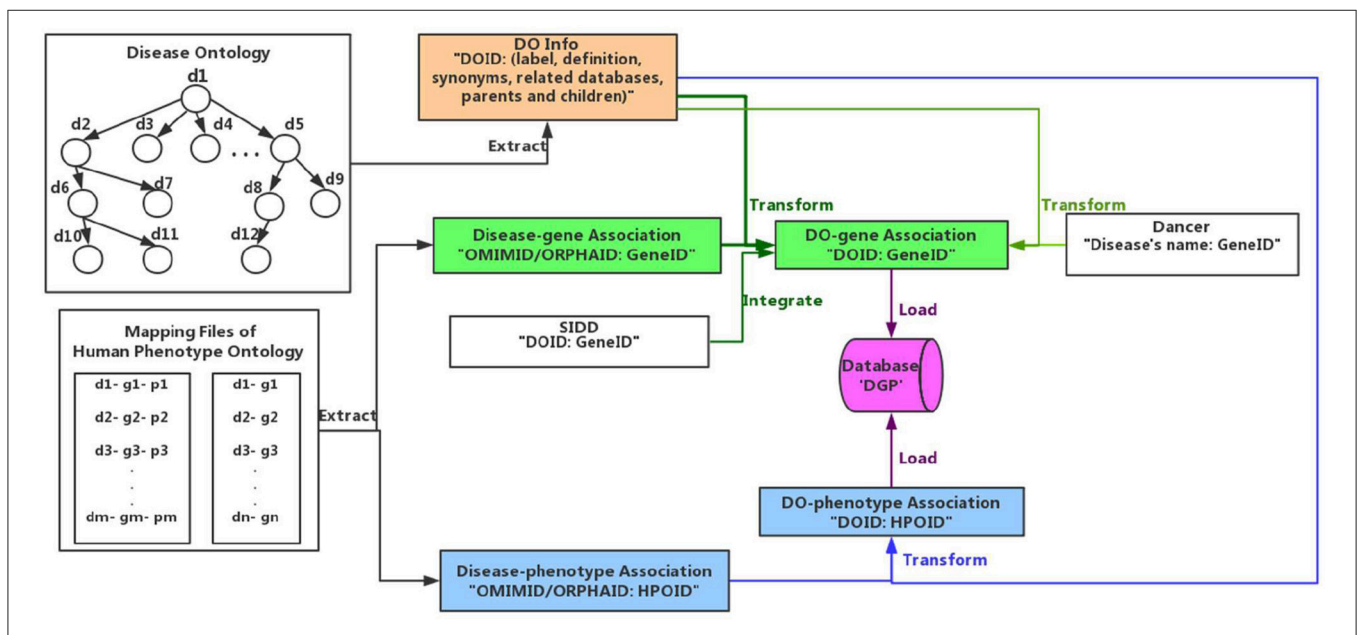 Disease Ontology
d1
d2
d3
d4
d5
. . .
d6
d7
d8
d9
d10
d11
d12
Extract
DO Info
"DOID: (label, definition,
synonyms, related databases,
parents and children)"
Mapping Files of
Human Phenotype Ontology
d1- g1- p1
d2- g2- p2
d3- g3- p3
.
.
.
dm- gm- pm
d1- g1
d2- g2
d3- g3
.
.
.
dn- gn
Extract
Disease-gene Association
"OMIMID/ORPHAID: GeneID"
Transform
DO-gene Association
"DOID: GeneID"
Transform
Dancer
"Disease's name: GeneID"
SIDD
"DOID: GeneID"
Integrate
Load
Database
'DGP'
Load
DO-phenotype Association
"DOID: HPOID"
Disease-phenotype Association
"OMIMID/ORPHAID: HPOID"
Transform